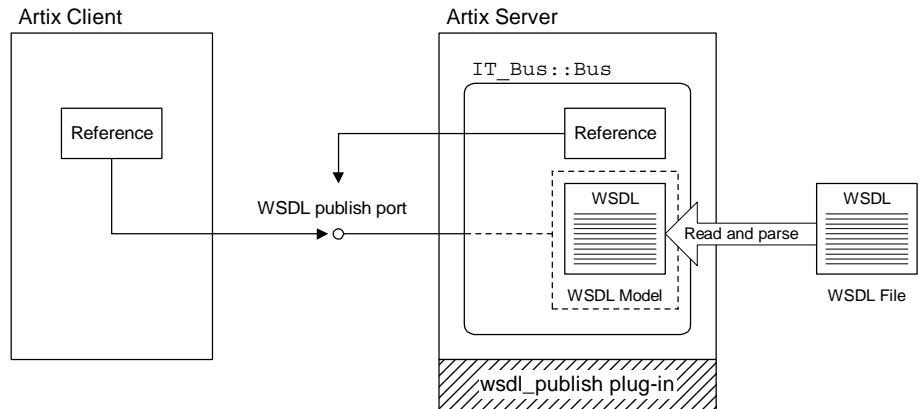 Artix Client
Artix Server
IT_Bus::Bus
Reference
Reference
WSDL publish port
WSDL
Read and parse
WSDL
WSDL Model
WSDL File
wsdl_publish plug-in